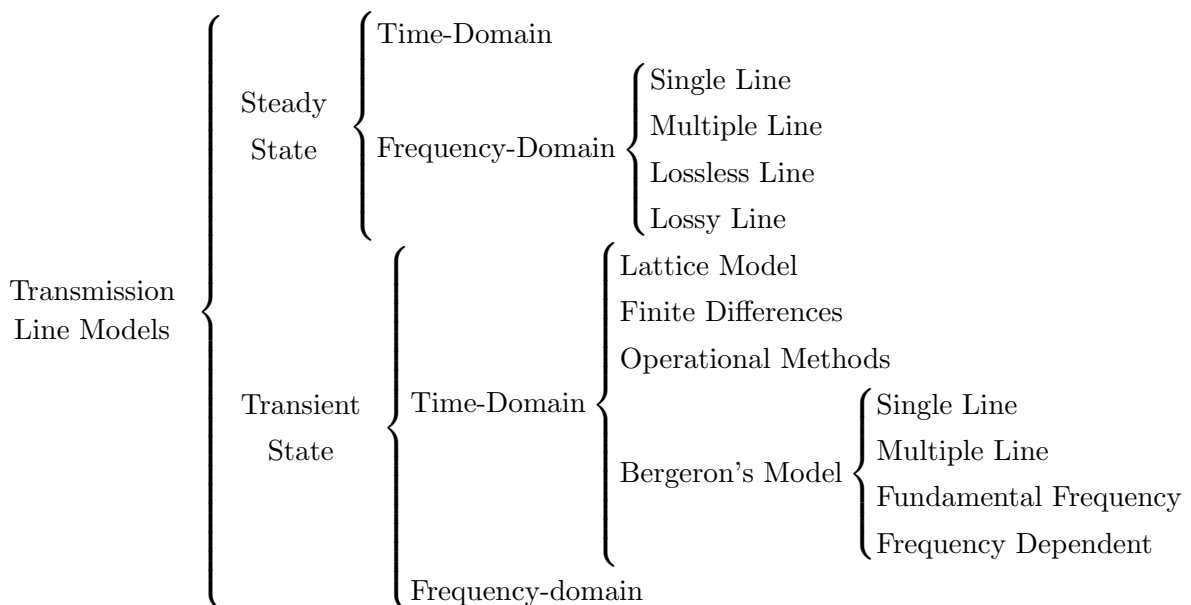 Transmission
Line Models
Steady
State
Time-Domain
Frequency-Domain
Single Line
Multiple Line
Lossless Line
Lossy Line
Transient
State
Time-Domain
Lattice Model
Finite Differences
Operational Methods
Bergeron's Model
Single Line
Multiple Line
Fundamental Frequency
Frequency Dependent
Frequency-domain